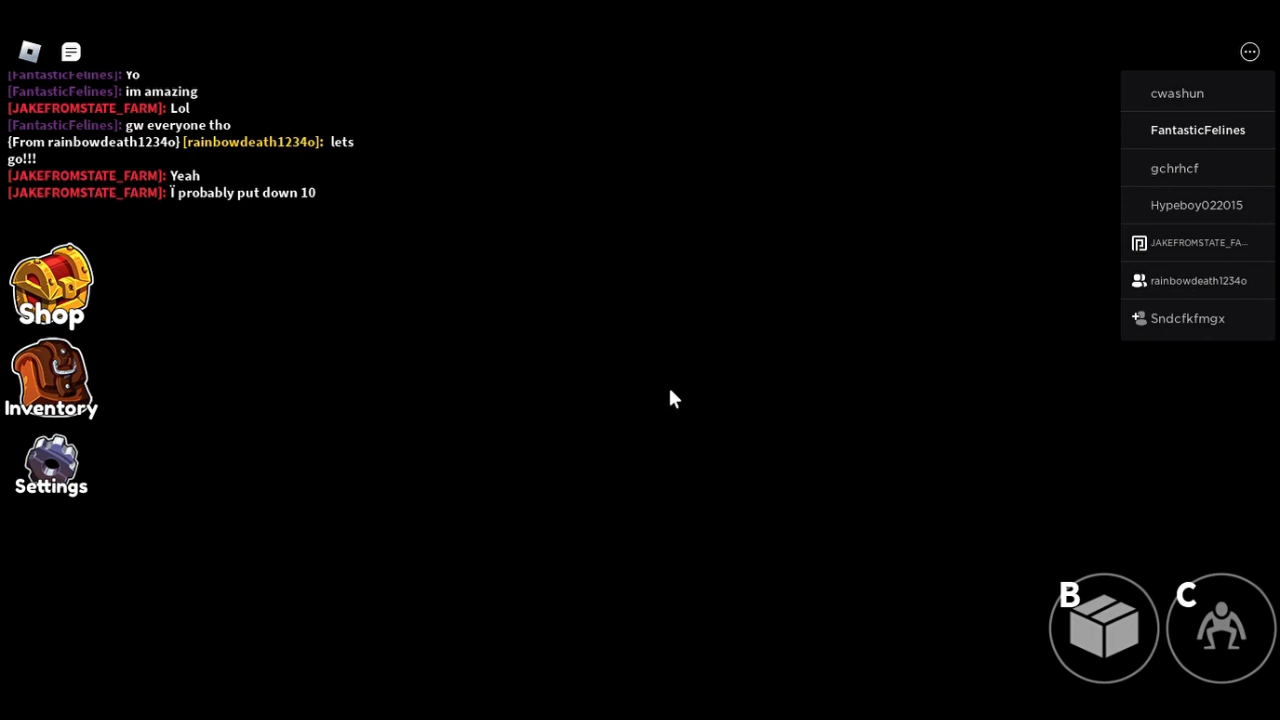 [FantasticFelines]: Yo
[FantasticFelines]: im amazing
[JAKEFROMSTATE_FARM]: Lol
[FantasticFelines]: gw everyone tho
{From rainbowdeath1234o} [rainbowdeath1234o]: lets
go!!!
[JAKEFROMSTATE_FARM]: Yeah
[JAKEFROMSTATE_FARM]: Ï probably put down 10
Shop
Inventory
Settings
cwashun
FantasticFelines
gchrhcf
Hypeboy022015
JAKEFROMSTATE_FA...
rainbowdeath1234o
Sndcfkfmgx
B
C